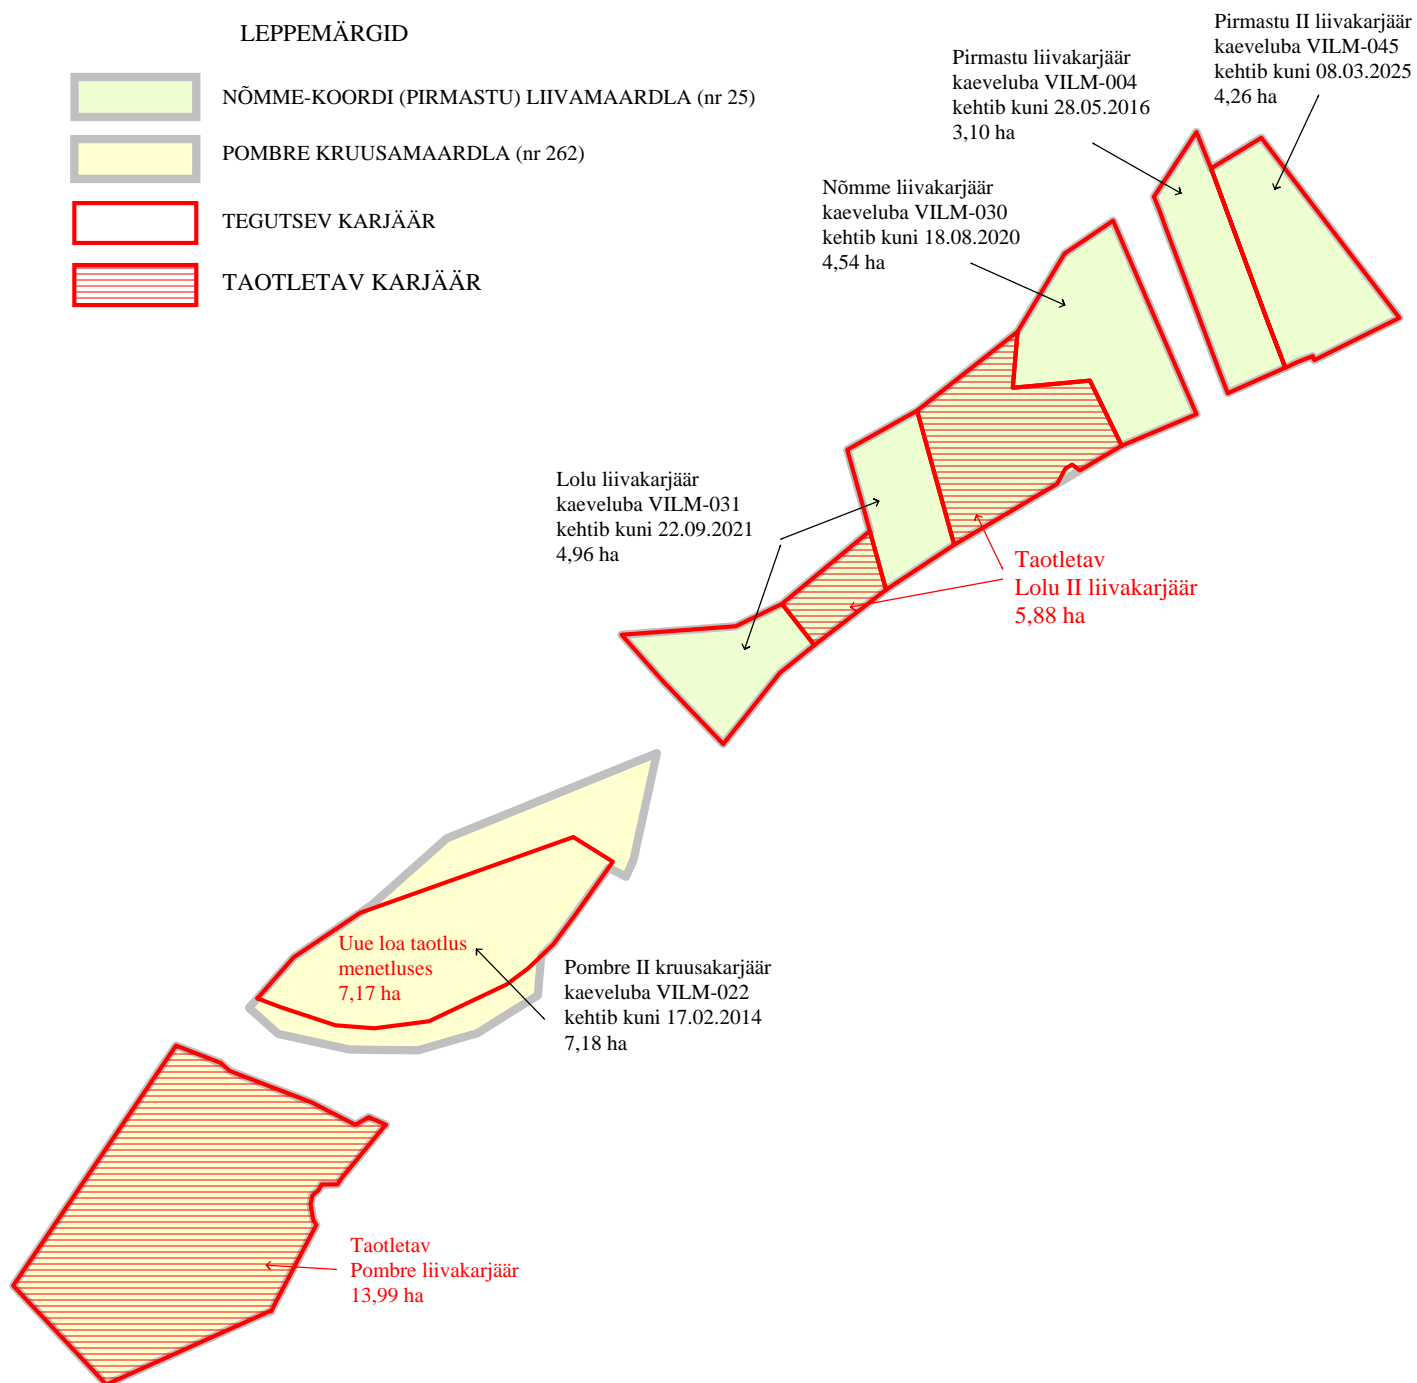 LEPPEMÄRGID
NÕMME-KOORDI (PIRMASTU) LIIVAMAARDLA (nr 25)
POMBRE KRUUSAMAARDLA (nr 262)
TEGUTSEV KARJÄÄR
TAOTLETAV KARJÄÄR
Pirmastu II liivakarjäär
kaeveluba VILM-045
kehtib kuni 08.03.2025
4,26 ha
Pirmastu liivakarjäär
kaeveluba VILM-004
kehtib kuni 28.05.2016
3,10 ha
Nõmme liivakarjäär
kaeveluba VILM-030
kehtib kuni 18.08.2020
4,54 ha
Lolu liivakarjäär
kaeveluba VILM-031
kehtib kuni 22.09.2021
4,96 ha
Taotletav
Lolu II liivakarjäär
5,88 ha
Uue loa taotlus
menetluses
7,17 ha
Pombre II kruusakarjäär
kaeveluba VILM-022
kehtib kuni 17.02.2014
7,18 ha
Taotletav
Pombre liivakarjäär
13,99 ha